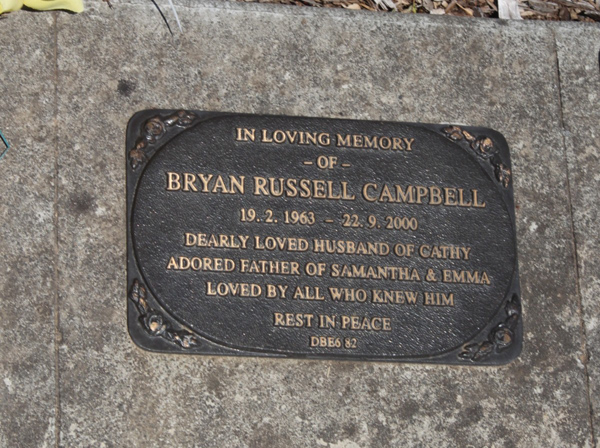 IN LOVING MEMORY
- OF -
BRYAN RUSSELL CAMPBELL
19. 2. 1963 - 22. 9. 2000
DEARLY LOVED HUSBAND OF CATHY
ADORED FATHER OF SAMANTHA & EMMA
LOVED BY ALL WHO KNEW HIM
REST IN PEACE
DBE6 82